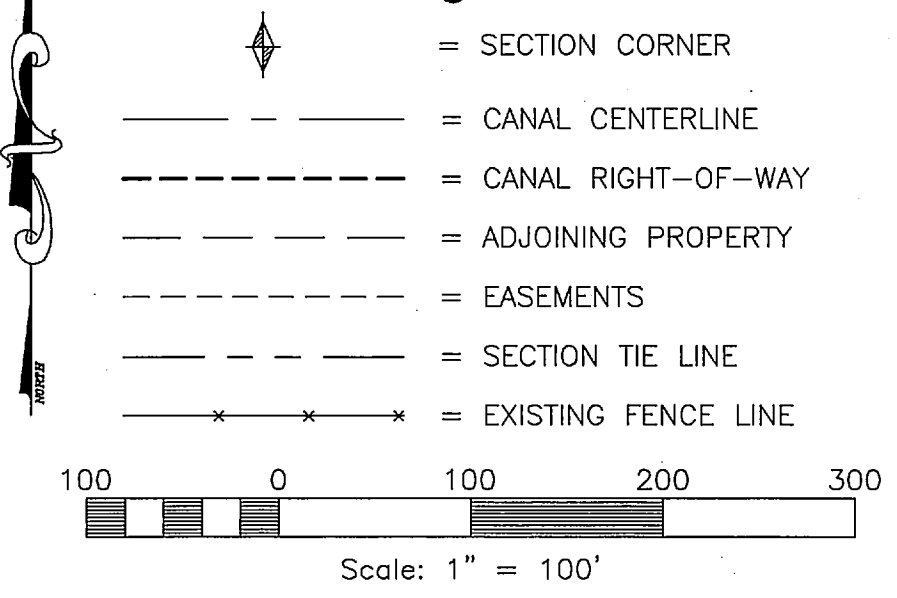 = SECTION CORNER
= CANAL CENTERLINE
= CANAL RIGHT-OF-WAY
= ADJOINING PROPERTY
= EASEMENTS
= SECTION TIE LINE
= EXISTING FENCE LINE
NORTH
100 0 100 200 300
Scale: 1" = 100'